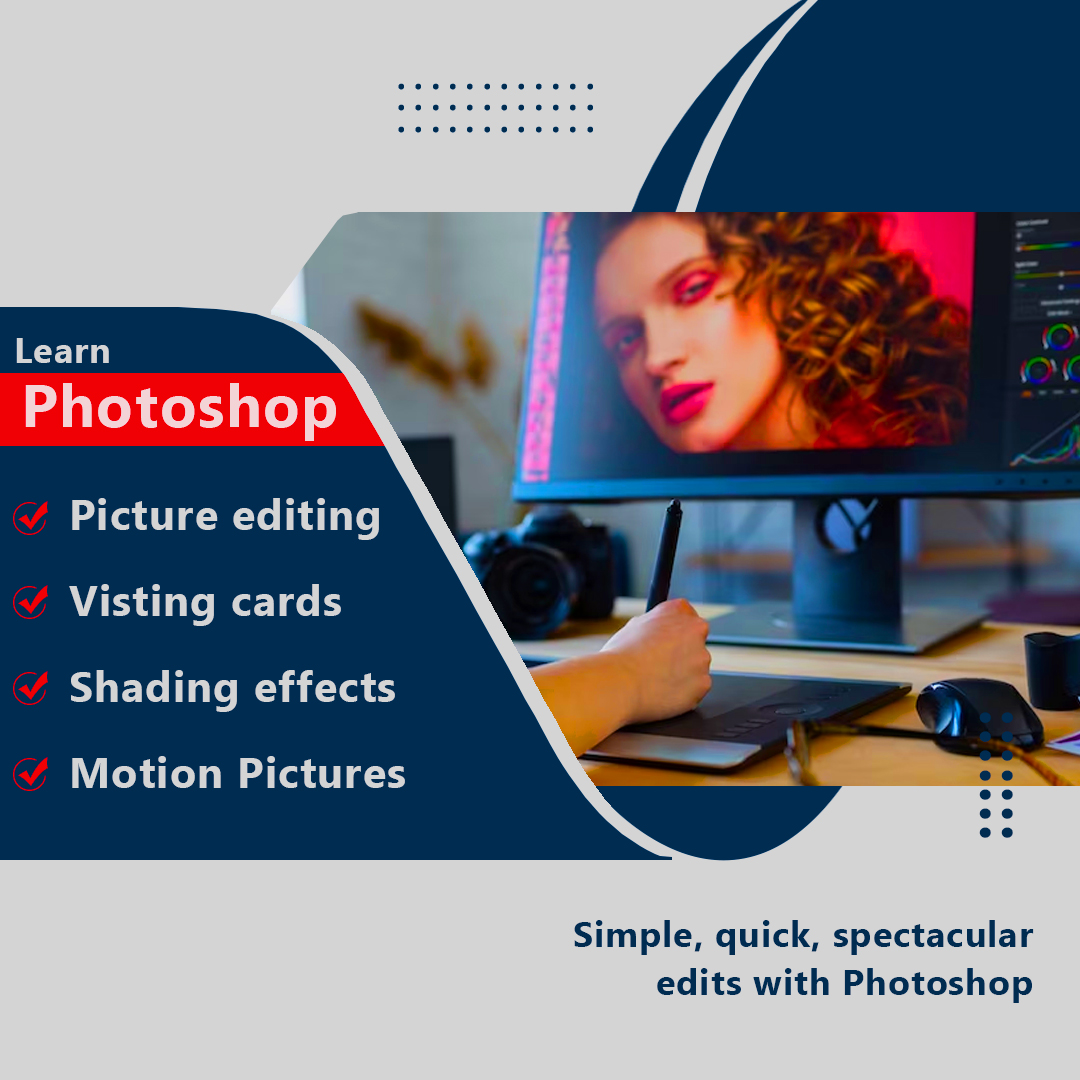 Learn
Photoshop
Picture editing
Visting cards
Shading effects
Motion Pictures
Simple, quick, spectacular
edits with Photoshop